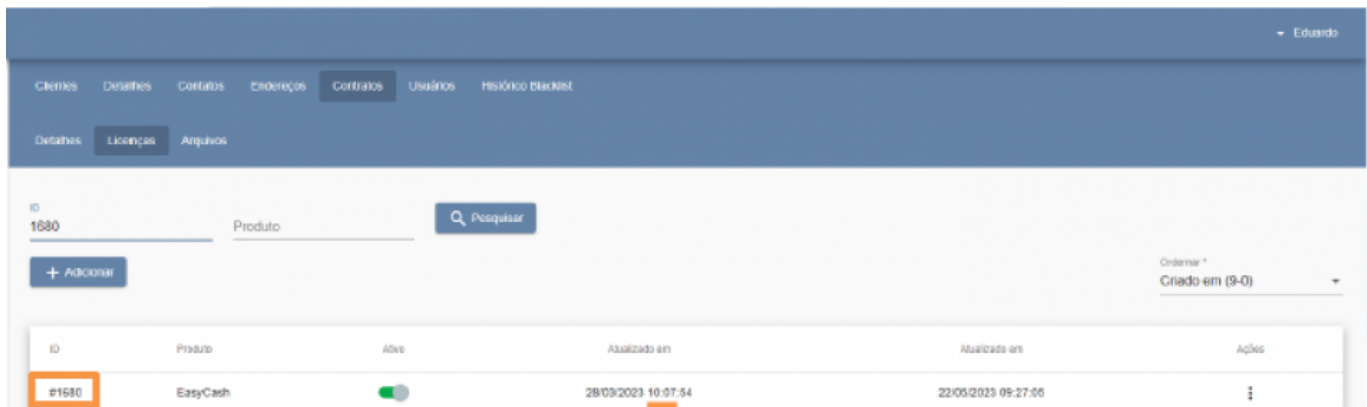 Eduardo
Clientes Detalhes Contatos Endereços Contratos Usuários Histórico Blacklist
Detalhes Licenças Arquivos
ID
1680 Produto Pesquisar
+ Adicionar
Ordernar *
Criado em (9-0)
ID Produto Ativo Atualizado em Atualizado em Ações
#1680 EasyCash 28/03/2023 10:07:54 22/05/2023 09:27:05